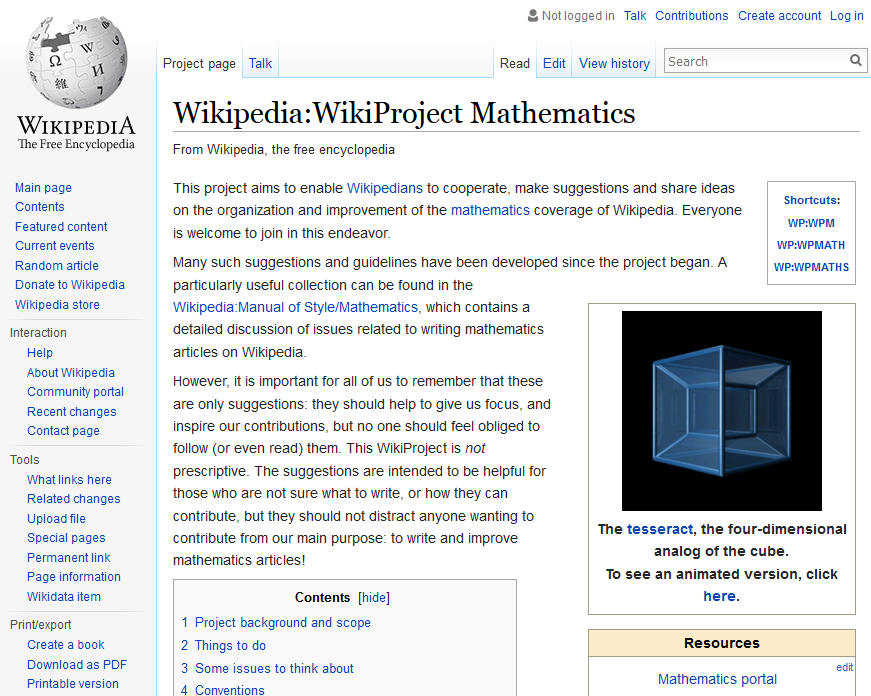 Not logged in Talk Contributions Create account Log in
WIKIPEDIA
The Free Encyclopedia
Project page Talk Read Edit View history Search
Main page
Contents
Featured content
Current events
Random article
Donate to Wikipedia
Wikipedia store
Interaction
Help
About Wikipedia
Community portal
Recent changes
Contact page
Tools
What links here
Related changes
Upload file
Special pages
Permanent link
Page information
Wikidata item
Print/export
Create a book
Download as PDF
Printable version
Wikipedia:WikiProject Mathematics
From Wikipedia, the free encyclopedia
This project aims to enable Wikipedians to cooperate, make suggestions and share ideas
on the organization and improvement of the mathematics coverage of Wikipedia. Everyone
is welcome to join in this endeavor.
Many such suggestions and guidelines have been developed since the project began. A
particularly useful collection can be found in the
Wikipedia:Manual of Style/Mathematics, which contains a
detailed discussion of issues related to writing mathematics
articles on Wikipedia.
However, it is important for all of us to remember that these
are only suggestions: they should help to give us focus, and
inspire our contributions, but no one should feel obliged to
follow (or even read) them. This WikiProject is not
prescriptive. The suggestions are intended to be helpful for
those who are not sure what to write, or how they can
contribute, but they should not distract anyone wanting to
contribute from our main purpose: to write and improve
mathematics articles!
Contents [hide]
1 Project background and scope
2 Things to do
3 Some issues to think about
4 Conventions
Shortcuts:
WP:WPM
WP:WPMATH
WP:WPMATHS
The tesseract, the four-dimensional
analog of the cube.
To see an animated version, click
here.
Resources
edit
Mathematics portal